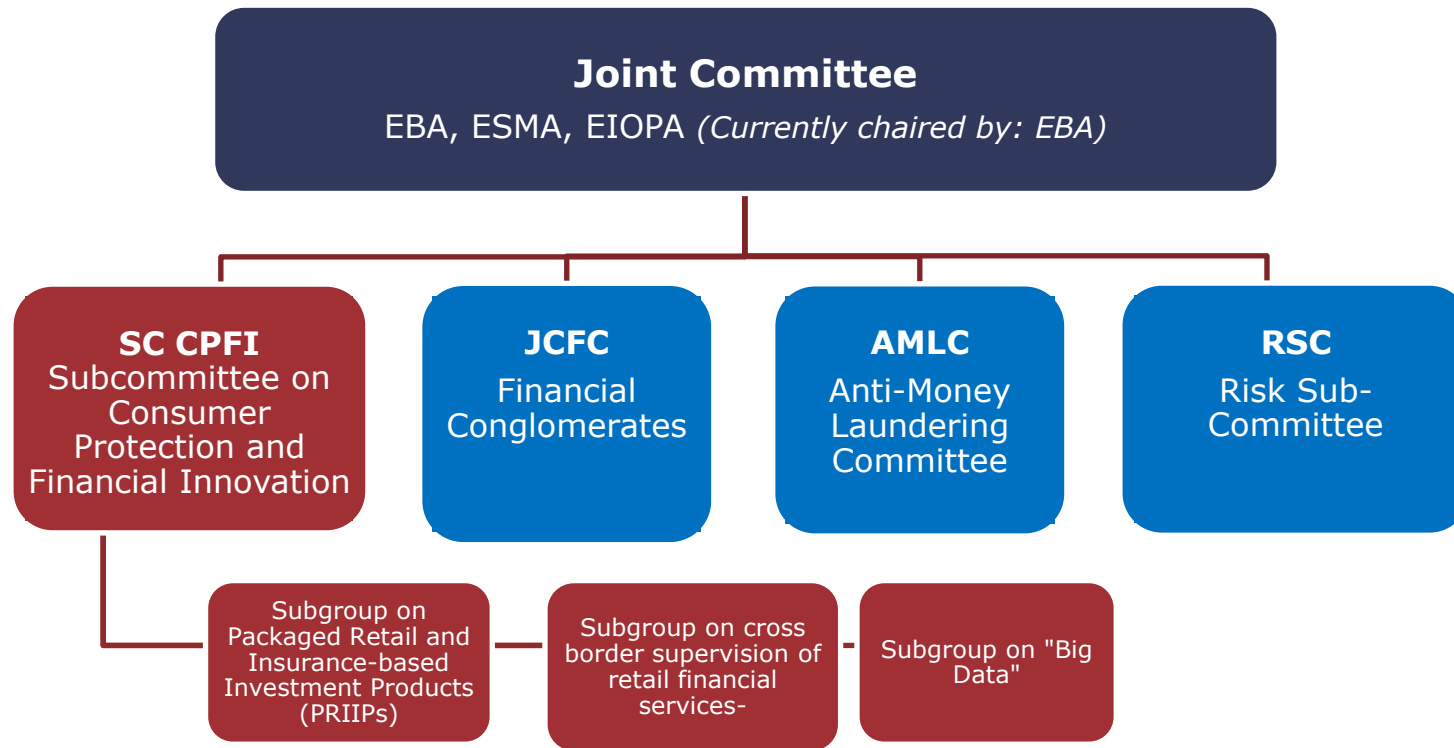 Joint Committee
EBA, ESMA, EIOPA (Currently chaired by: EBA)
SC CPFI
Subcommittee on
Consumer
Protection and
Financial Innovation
JCFC
Financial
Conglomerates
AMLC
Anti-Money
Laundering
Committee
RSC
Risk Sub-
Committee
Subgroup on
Packaged Retail and
Insurance-based
Investment Products
(PRIIPs)
Subgroup on cross
border supervision of
retail financial
services-
Subgroup on "Big
Data"